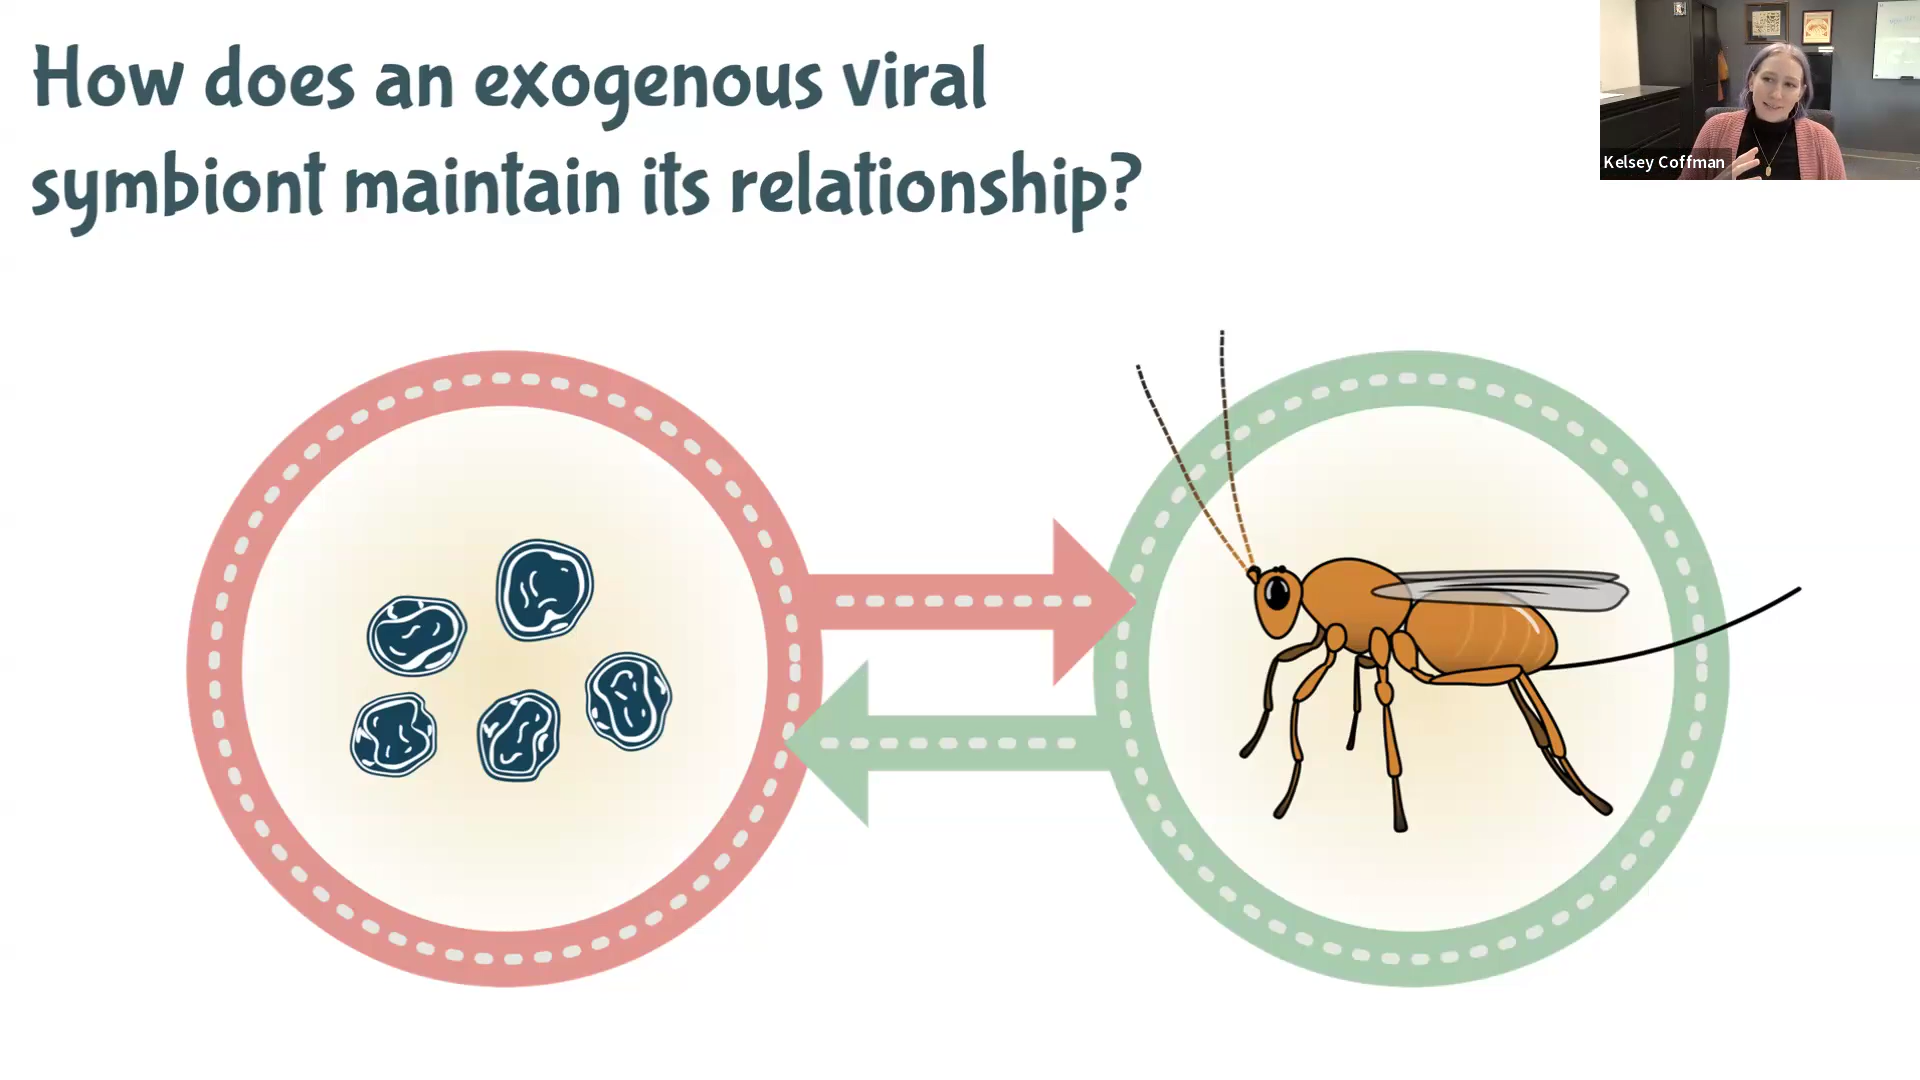 How does an exogenous viral
symbiont maintain its relationship?
Kelsey Coffman